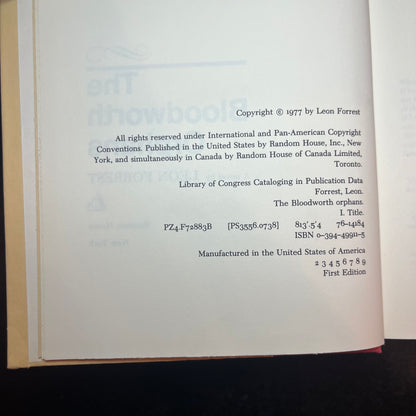 Copyright © 1977 by Leon Forrest
All rights reserved under International and Pan-American Copyright
Conventions. Published in the United States by Random House, Inc., New
York, and simultaneously in Canada by Random House of Canada Limited,
Toronto.
Library of Congress Cataloging in Publication Data
Forrest, Leon.
The Bloodworth orphans.
I. Title.
PZ4.F72883B [PS3556.0738] 813'.5'4 76-14184
ISBN 0-394-49911-5
Manufactured in the United States of America
2 3 4 5 6 7 8 9
First Edition